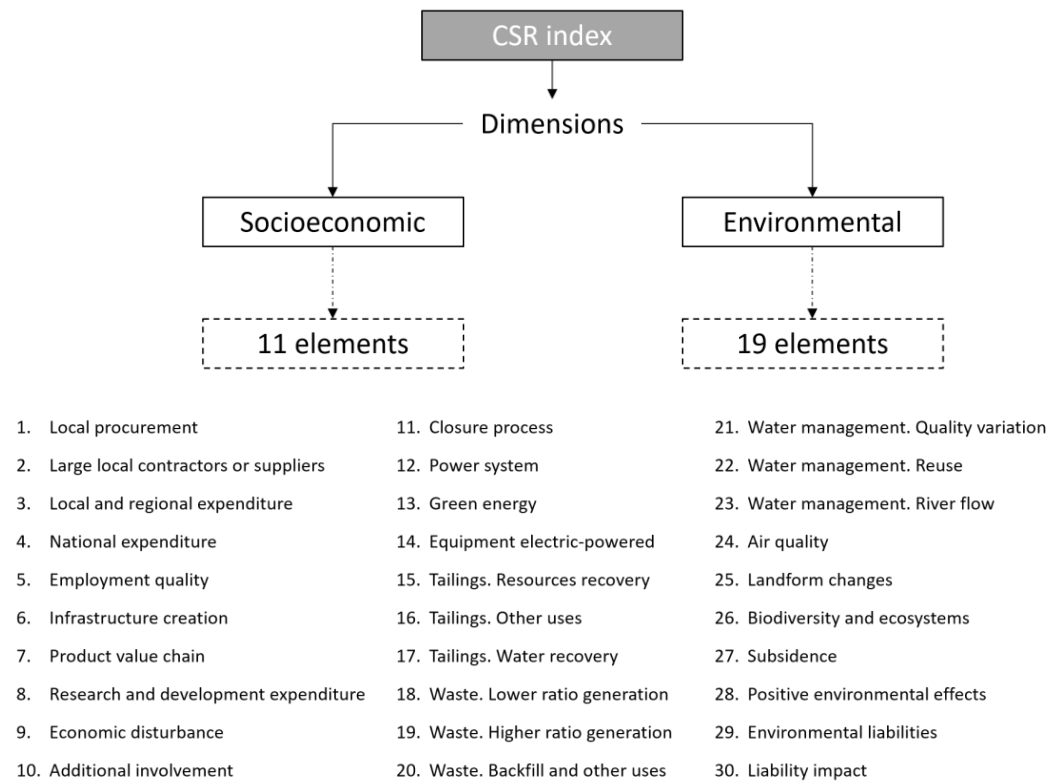 CSR index
Dimensions
Socioeconomic
Environmental
11 elements
19 elements
1. Local procurement
2. Large local contractors or suppliers
3. Local and regional expenditure
4. National expenditure
5. Employment quality
6. Infrastructure creation
7. Product value chain
8. Research and development expenditure
9. Economic disturbance
10. Additional involvement
11. Closure process
12. Power system
13. Green energy
14. Equipment electric-powered
15. Tailings. Resources recovery
16. Tailings. Other uses
17. Tailings. Water recovery
18. Waste. Lower ratio generation
19. Waste. Higher ratio generation
20. Waste. Backfill and other uses
21. Water management. Quality variation
22. Water management. Reuse
23. Water management. River flow
24. Air quality
25. Landform changes
26. Biodiversity and ecosystems
27. Subsidence
28. Positive environmental effects
29. Environmental liabilities
30. Liability impact